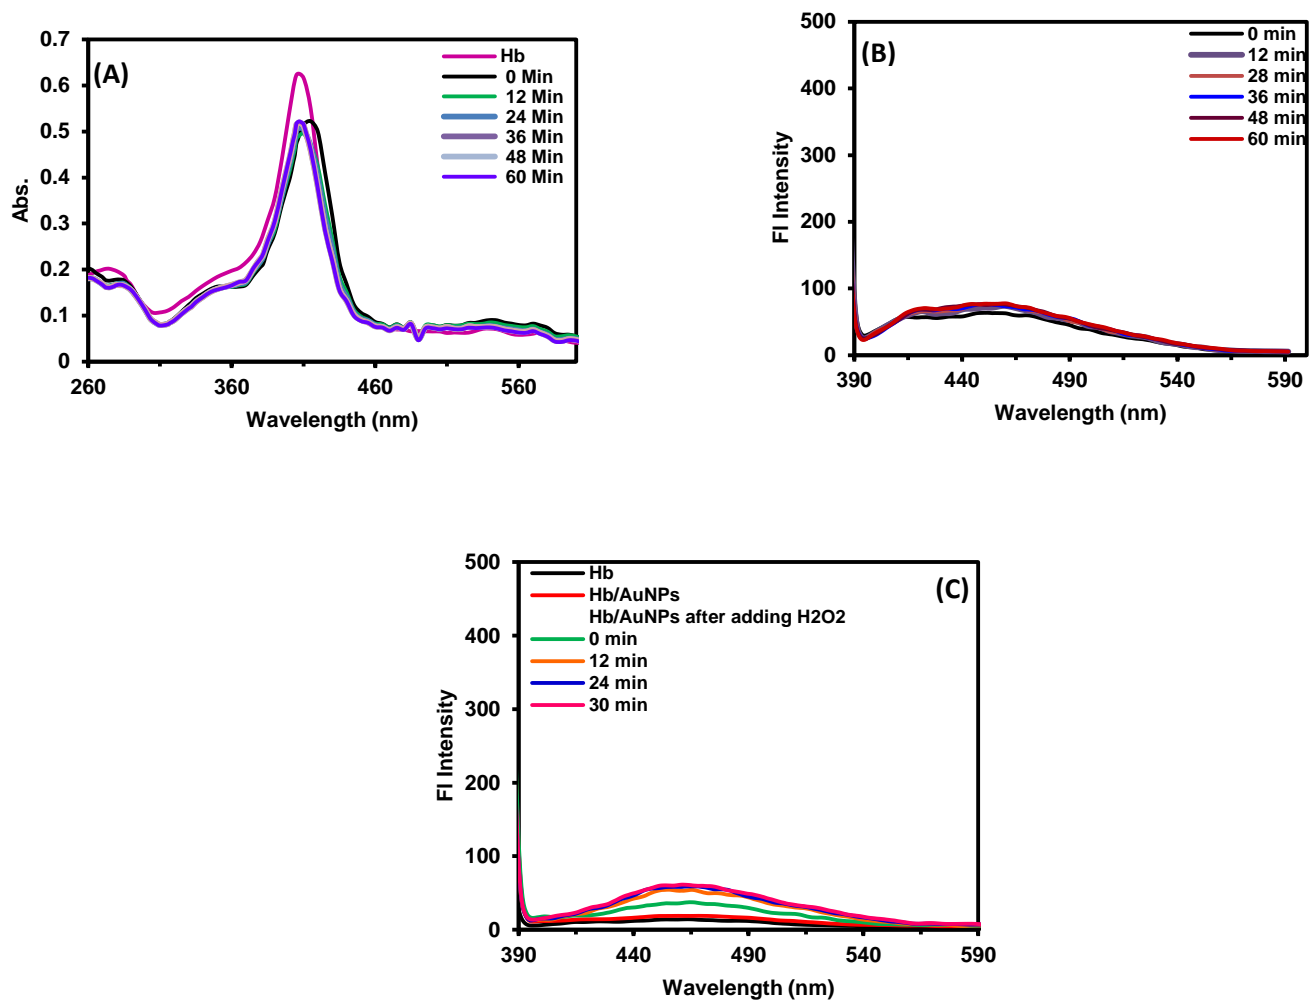 (A)
0.7
0.6
0.5
0.4
0.3
0.2
0.1
0
Abs.
260
360
460
560
Wavelength (nm)
Hb
0 Min
12 Min
24 Min
36 Min
48 Min
60 Min
(B)
500
400
300
200
100
0
FI Intensity
390
440
490
540
590
Wavelength (nm)
0 min
12 min
28 min
36 min
48 min
60 min
(C)
500
400
300
200
100
0
FI Intensity
390
440
490
540
590
Wavelength (nm)
Hb
Hb/AuNPs
Hb/AuNPs after adding H2O2
0 min
12 min
24 min
30 min